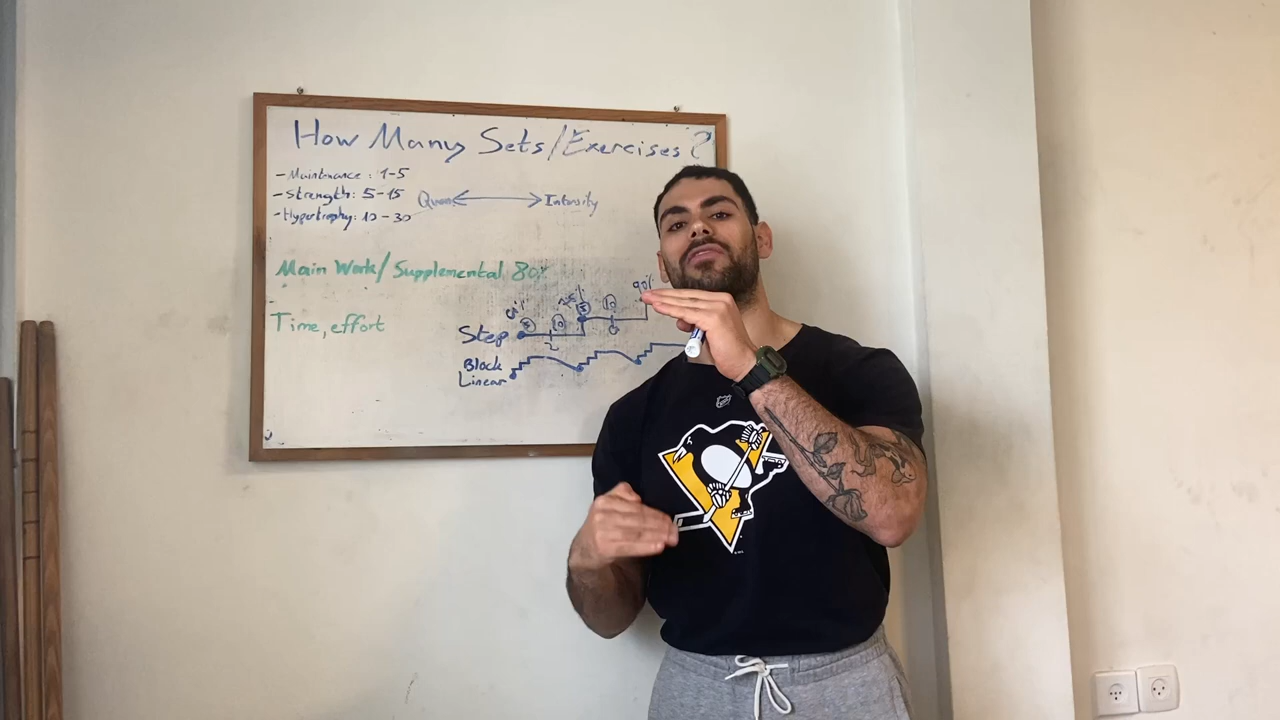 How Many Sets/Exercises?
- Maintenance : 1-5
- Strength: 5-15
- Hypertrophy: 10 - 30
Intensity
Main Work/Supplemental 80%
Time, effort
90%
Step
Block
Linear